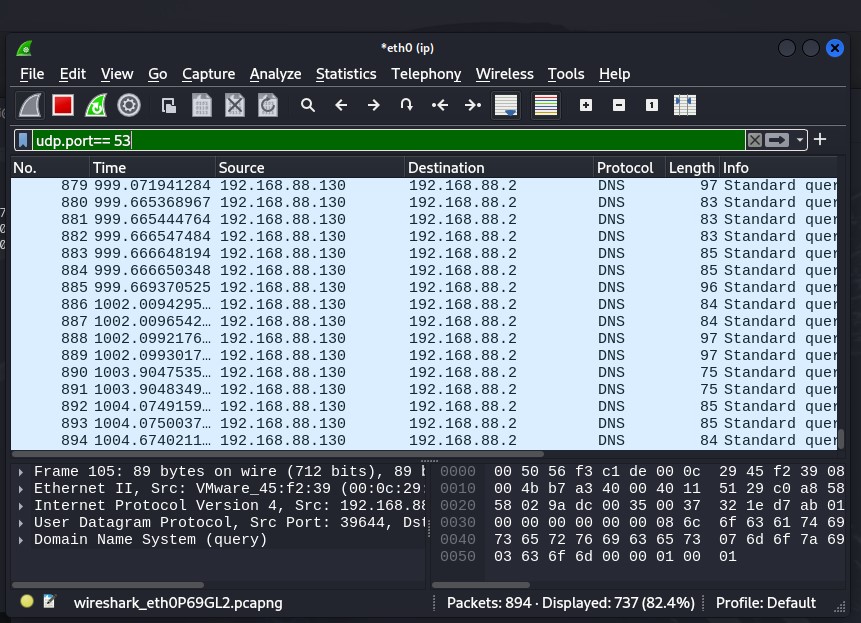 *eth0 (ip)
File Edit View Go Capture Analyze Statistics Telephony Wireless Tools Help
udp.port== 53
No. Time Source Destination Protocol Length Info
879 999.071941284 192.168.88.130 192.168.88.2 DNS 97 Standard quer
880 999.665368967 192.168.88.130 192.168.88.2 DNS 83 Standard quer
881 999.665444764 192.168.88.130 192.168.88.2 DNS 83 Standard quer
882 999.666547484 192.168.88.130 192.168.88.2 DNS 83 Standard quer
883 999.666648194 192.168.88.130 192.168.88.2 DNS 85 Standard quer
884 999.666650348 192.168.88.130 192.168.88.2 DNS 85 Standard quer
885 999.669370525 192.168.88.130 192.168.88.2 DNS 96 Standard quer
886 1002.0094295… 192.168.88.130 192.168.88.2 DNS 84 Standard quer
887 1002.0096542… 192.168.88.130 192.168.88.2 DNS 84 Standard quer
888 1002.0992176… 192.168.88.130 192.168.88.2 DNS 97 Standard quer
889 1002.0993017… 192.168.88.130 192.168.88.2 DNS 97 Standard quer
890 1003.9047535… 192.168.88.130 192.168.88.2 DNS 75 Standard quer
891 1003.9048349… 192.168.88.130 192.168.88.2 DNS 75 Standard quer
892 1004.0749159… 192.168.88.130 192.168.88.2 DNS 85 Standard quer
893 1004.0750037… 192.168.88.130 192.168.88.2 DNS 85 Standard quer
894 1004.6740211… 192.168.88.130 192.168.88.2 DNS 84 Standard quer
Frame 105: 89 bytes on wire (712 bits), 89 b
Ethernet II, Src: VMware_45:f2:39 (00:0c:29:
Internet Protocol Version 4, Src: 192.168.88
User Datagram Protocol, Src Port: 39644, Dst
Domain Name System (query)
0000 00 50 56 f3 c1 de 00 0c 29 45 f2 39 08
0010 00 4b b7 a3 40 00 40 11 51 29 c0 a8 58
0020 58 02 9a dc 00 35 00 37 32 1e d7 ab 01
0030 00 00 00 00 00 00 08 6c 6f 63 61 74 69
0040 73 65 72 76 69 63 65 73 07 6d 6f 7a 69
0050 03 63 6f 6d 00 00 01 00 01
wireshark_eth0P69GL2.pcapng
Packets: 894 · Displayed: 737 (82.4%)
Profile: Default